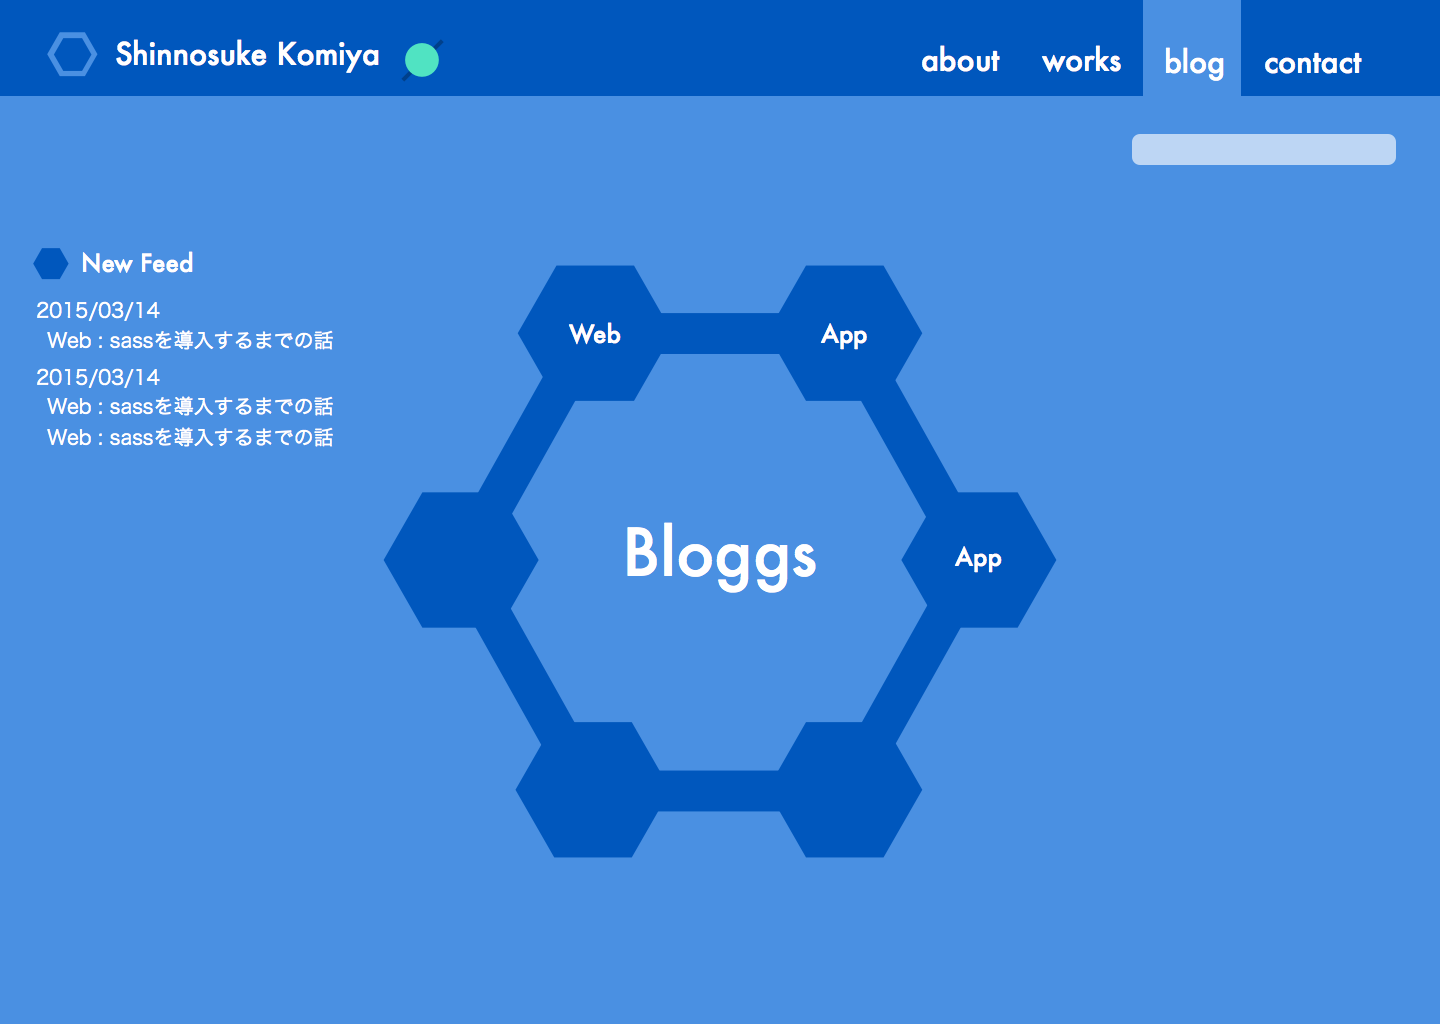 Shinnosuke Komiya
about works blog contact
New Feed
2015/03/14
Web : sassを導入するまでの話
2015/03/14
Web : sassを導入するまでの話
Web : sassを導入するまでの話
Web
App
Bloggs
App